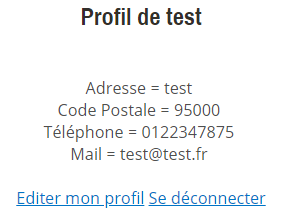 Profil de test
Adresse = test
Code Postale = 95000
Téléphone = 0122347875
Mail = test@test.fr
Editer mon profil Se déconnecter